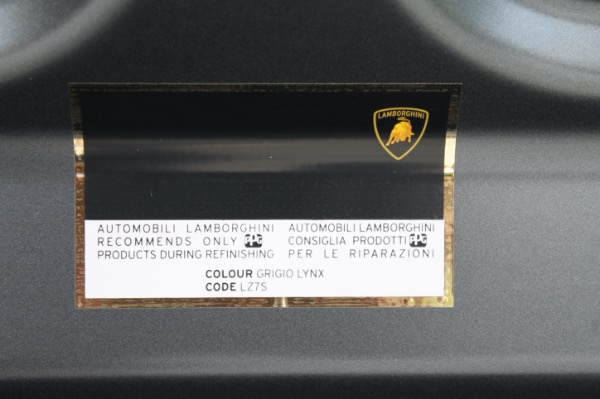 LAMBORGHINI
AUTOMOBILI LAMBORGHINI
RECOMMENDS ONLY PPG
PRODUCTS DURING REFINISHING
AUTOMOBILI LAMBORGHINI
CONSIGLIA PRODOTTI PPG
PER LE RIPARAZIONI
COLOUR GRIGIO LYNX
CODE LZ7S